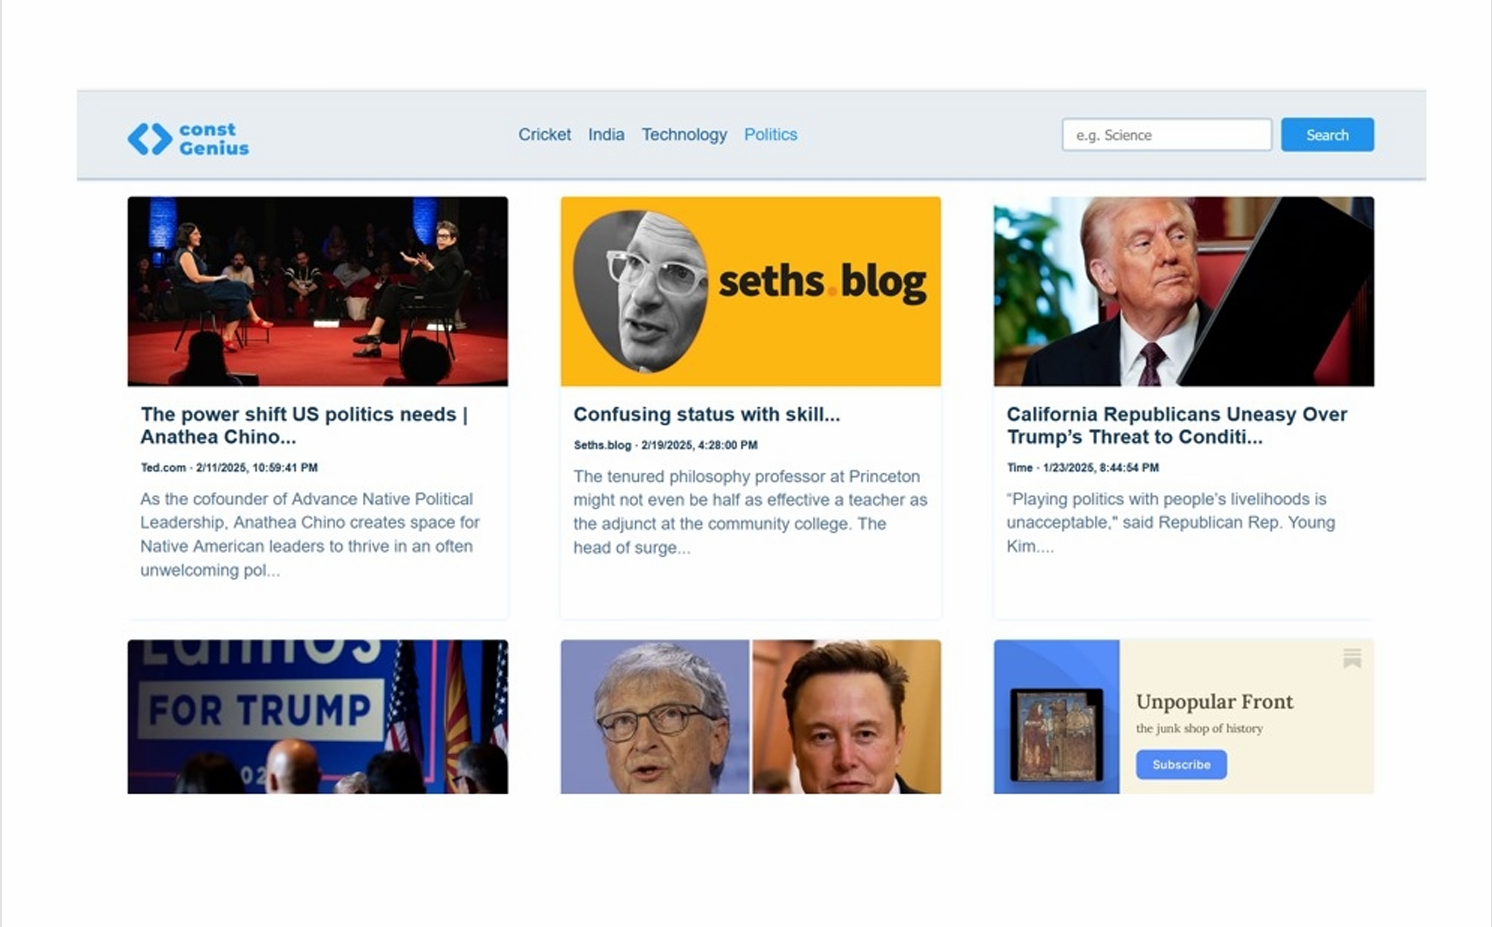 const
Genius
Cricket India Technology Politics
e.g. Science
Search
seths.blog
The power shift US politics needs |
Anathea Chino...
Ted.com · 2/11/2025, 10:59:41 PM
As the cofounder of Advance Native Political
Leadership, Anathea Chino creates space for
Native American leaders to thrive in an often
unwelcoming pol...
Confusing status with skill...
Seths.blog · 2/19/2025, 4:28:00 PM
The tenured philosophy professor at Princeton
might not even be half as effective a teacher as
the adjunct at the community college. The
head of surge...
California Republicans Uneasy Over
Trump’s Threat to Conditi...
Time · 1/23/2025, 8:44:54 PM
“Playing politics with people’s livelihoods is
unacceptable," said Republican Rep. Young
Kim....
FOR TRUMP
Unpopular Front
the junk shop of history
Subscribe